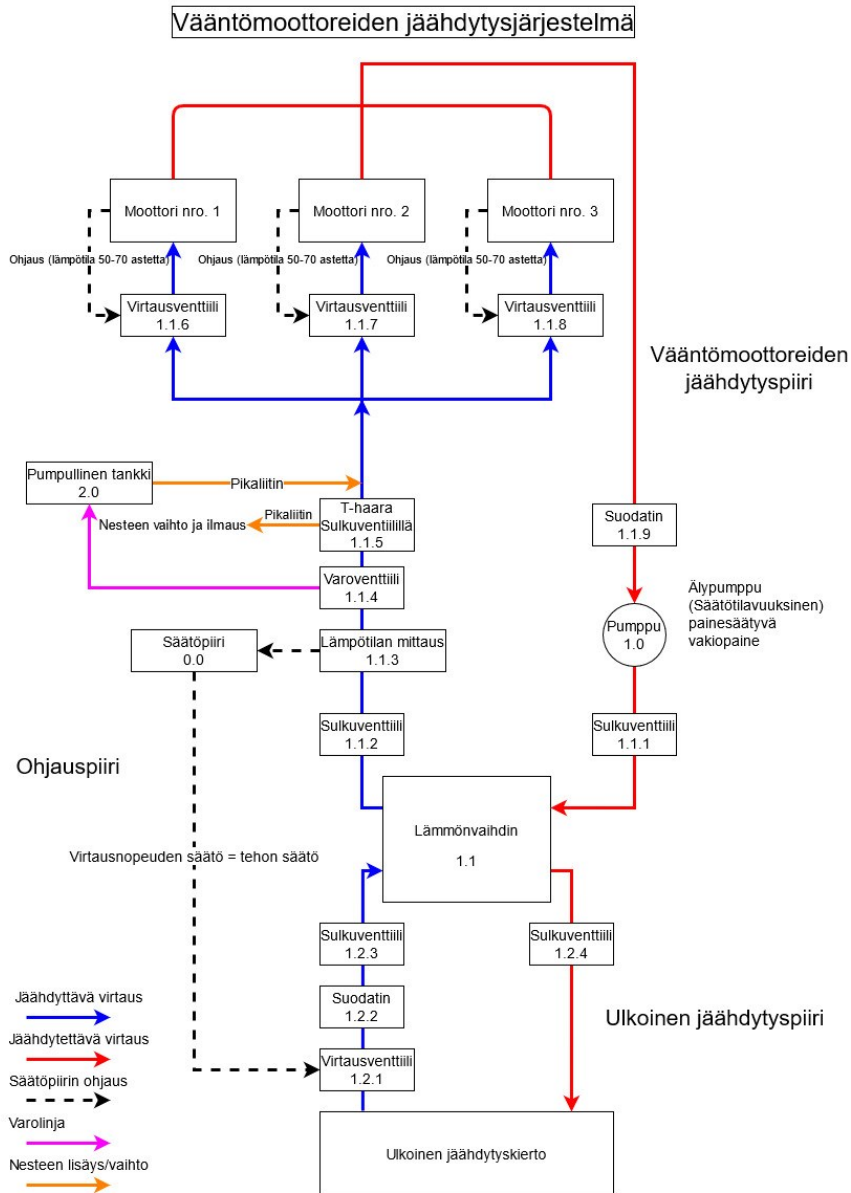 Vääntömoottoreiden jäähdytysjärjestelmä
Moottori nro. 1
Moottori nro. 2
Moottori nro. 3
Ohjaus (lämpötila 50-70 astetta)
Ohjaus (lämpötila 50-70 astetta)
Ohjaus (lämpötila 50-70 astetta)
Virtausventtiili
1.1.6
Virtausventtiili
1.1.7
Virtausventtiili
1.1.8
Vääntömoottoreiden
jäähdytyspiiri
Pumpullinen tankki
2.0
Pikaliitin
T-haara
Sulkuventiilillä
1.1.5
Pikaliitin
Nesteen vaihto ja ilmaus
Suodatin
1.1.9
Varoventtiili
1.1.4
Älypumppu
(Säätötilavuuksinen)
painesäätyvä
vakiopaine
Pumppu
1.0
Säätöpiiri
0.0
Lämpötilan mittaus
1.1.3
Sulkuventtiili
1.1.2
Sulkuventtiili
1.1.1
Ohjauspiiri
Lämmönvaihdin
1.1
Virtausnopeuden säätö = tehon säätö
Sulkuventtiili
1.2.3
Sulkuventtiili
1.2.4
Suodatin
1.2.2
Ulkoinen jäähdytyspiiri
Virtausventtiili
1.2.1
Ulkoinen jäähdytyskierto
Jäähdyttävä virtaus
Jäähdytettävä virtaus
Säätöpiirin ohjaus
Varolinja
Nesteen lisäys/vaihto